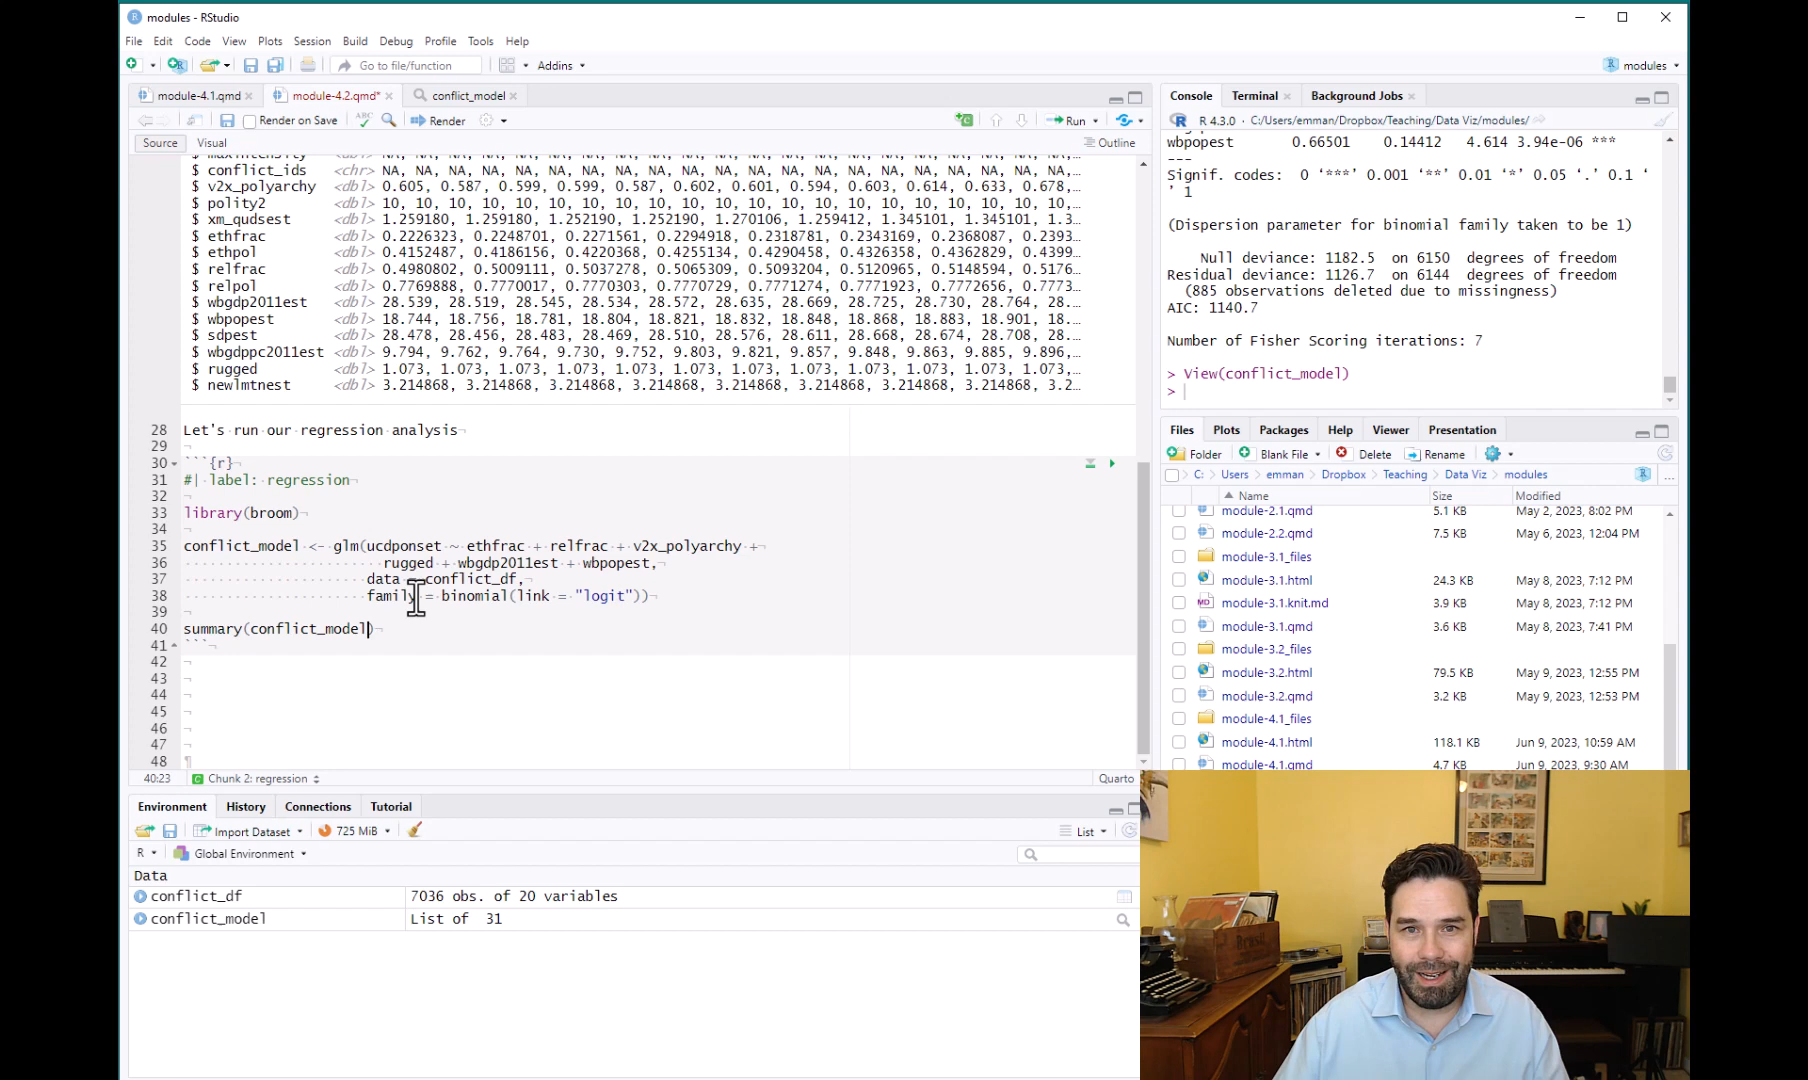 modules - RStudio
File Edit Code View Plots Session Build Debug Profile Tools Help
Go to file/function Addins modules
module-4.1.qmd module-4.2.qmd* conflict_model
Render on Save Render Run
Source Visual Outline
$ conflict_ids <chr> NA, NA, NA, NA, NA, NA, NA, NA, NA, NA, NA, NA, NA, NA, NA, NA, NA, NA,…
$ v2x_polyarchy <dbl> 0.605, 0.587, 0.599, 0.599, 0.587, 0.602, 0.601, 0.594, 0.603, 0.614, 0.633, 0.678,…
$ polity2 <dbl> 10, 10, 10, 10, 10, 10, 10, 10, 10, 10, 10, 10, 10, 10, 10, 10, 10, 10,…
$ xm_qudsest <dbl> 1.259180, 1.259180, 1.252190, 1.252190, 1.270106, 1.259412, 1.345101, 1.345101, 1.3…
$ ethfrac <dbl> 0.2226323, 0.2248701, 0.2271561, 0.2294918, 0.2318781, 0.2343169, 0.2368087, 0.2393…
$ ethpol <dbl> 0.4152487, 0.4186156, 0.4220368, 0.4255134, 0.4290458, 0.4326358, 0.4362829, 0.4399…
$ relfrac <dbl> 0.4980802, 0.5009111, 0.5037278, 0.5065309, 0.5093204, 0.5120965, 0.5148594, 0.5176…
$ relpol <dbl> 0.7769888, 0.7770017, 0.7770303, 0.7770729, 0.7771274, 0.7771923, 0.7772656, 0.7773…
$ wbgdp2011est <dbl> 28.539, 28.519, 28.545, 28.534, 28.572, 28.635, 28.669, 28.725, 28.730, 28.764, 28.…
$ wbpopest <dbl> 18.744, 18.756, 18.781, 18.804, 18.821, 18.832, 18.848, 18.868, 18.883, 18.901, 18.…
$ sdpest <dbl> 28.478, 28.456, 28.483, 28.469, 28.510, 28.576, 28.611, 28.668, 28.674, 28.708, 28.…
$ wbgdppc2011est <dbl> 9.794, 9.762, 9.764, 9.730, 9.752, 9.803, 9.821, 9.857, 9.848, 9.863, 9.885, 9.896,…
$ rugged <dbl> 1.073, 1.073, 1.073, 1.073, 1.073, 1.073, 1.073, 1.073, 1.073, 1.073, 1.073, 1.073,…
$ newlmtnest <dbl> 3.214868, 3.214868, 3.214868, 3.214868, 3.214868, 3.214868, 3.214868, 3.2…
28 Let's run our regression analysis
29
30 ```{r}
31 #| label: regression
32
33 library(broom)
34
35 conflict_model <- glm(ucdponset ~ ethfrac + relfrac + v2x_polyarchy +
36 rugged + wbgdp2011est + wbpopest,
37 data conflict_df,
38 family = binomial(link = "logit"))
39
40 summary(conflict_model)
41 ```
42
43
44
45
46
47
48
40:23 Chunk 2: regression Quarto
Environment History Connections Tutorial
Import Dataset 725 MiB List
R Global Environment
Data
conflict_df 7036 obs. of 20 variables
conflict_model List of 31
Console Terminal Background Jobs
R 4.3.0 · C:/Users/emman/Dropbox/Teaching/Data Viz/modules/
wbpopest 0.66501 0.14412 4.614 3.94e-06 ***
---
Signif. codes: 0 ‘***’ 0.001 ‘**’ 0.01 ‘*’ 0.05 ‘.’ 0.1 ‘
’ 1
(Dispersion parameter for binomial family taken to be 1)
Null deviance: 1182.5 on 6150 degrees of freedom
Residual deviance: 1126.7 on 6144 degrees of freedom
(885 observations deleted due to missingness)
AIC: 1140.7
Number of Fisher Scoring iterations: 7
> View(conflict_model)
>
Files Plots Packages Help Viewer Presentation
Folder Blank File Delete Rename
C: Users emman Dropbox Teaching Data Viz modules ...
Name Size Modified
module-2.1.qmd 5.1 KB May 2, 2023, 8:02 PM
module-2.2.qmd 7.5 KB May 6, 2023, 12:04 PM
module-3.1_files
module-3.1.html 24.3 KB May 8, 2023, 7:12 PM
module-3.1.knit.md 3.9 KB May 8, 2023, 7:12 PM
module-3.1.qmd 3.6 KB May 8, 2023, 7:41 PM
module-3.2_files
module-3.2.html 79.5 KB May 9, 2023, 12:55 PM
module-3.2.qmd 3.2 KB May 9, 2023, 12:53 PM
module-4.1_files
module-4.1.html 118.1 KB Jun 9, 2023, 10:59 AM
module-4.1.qmd 4.7 KB Jun 9, 2023, 9:30 AM